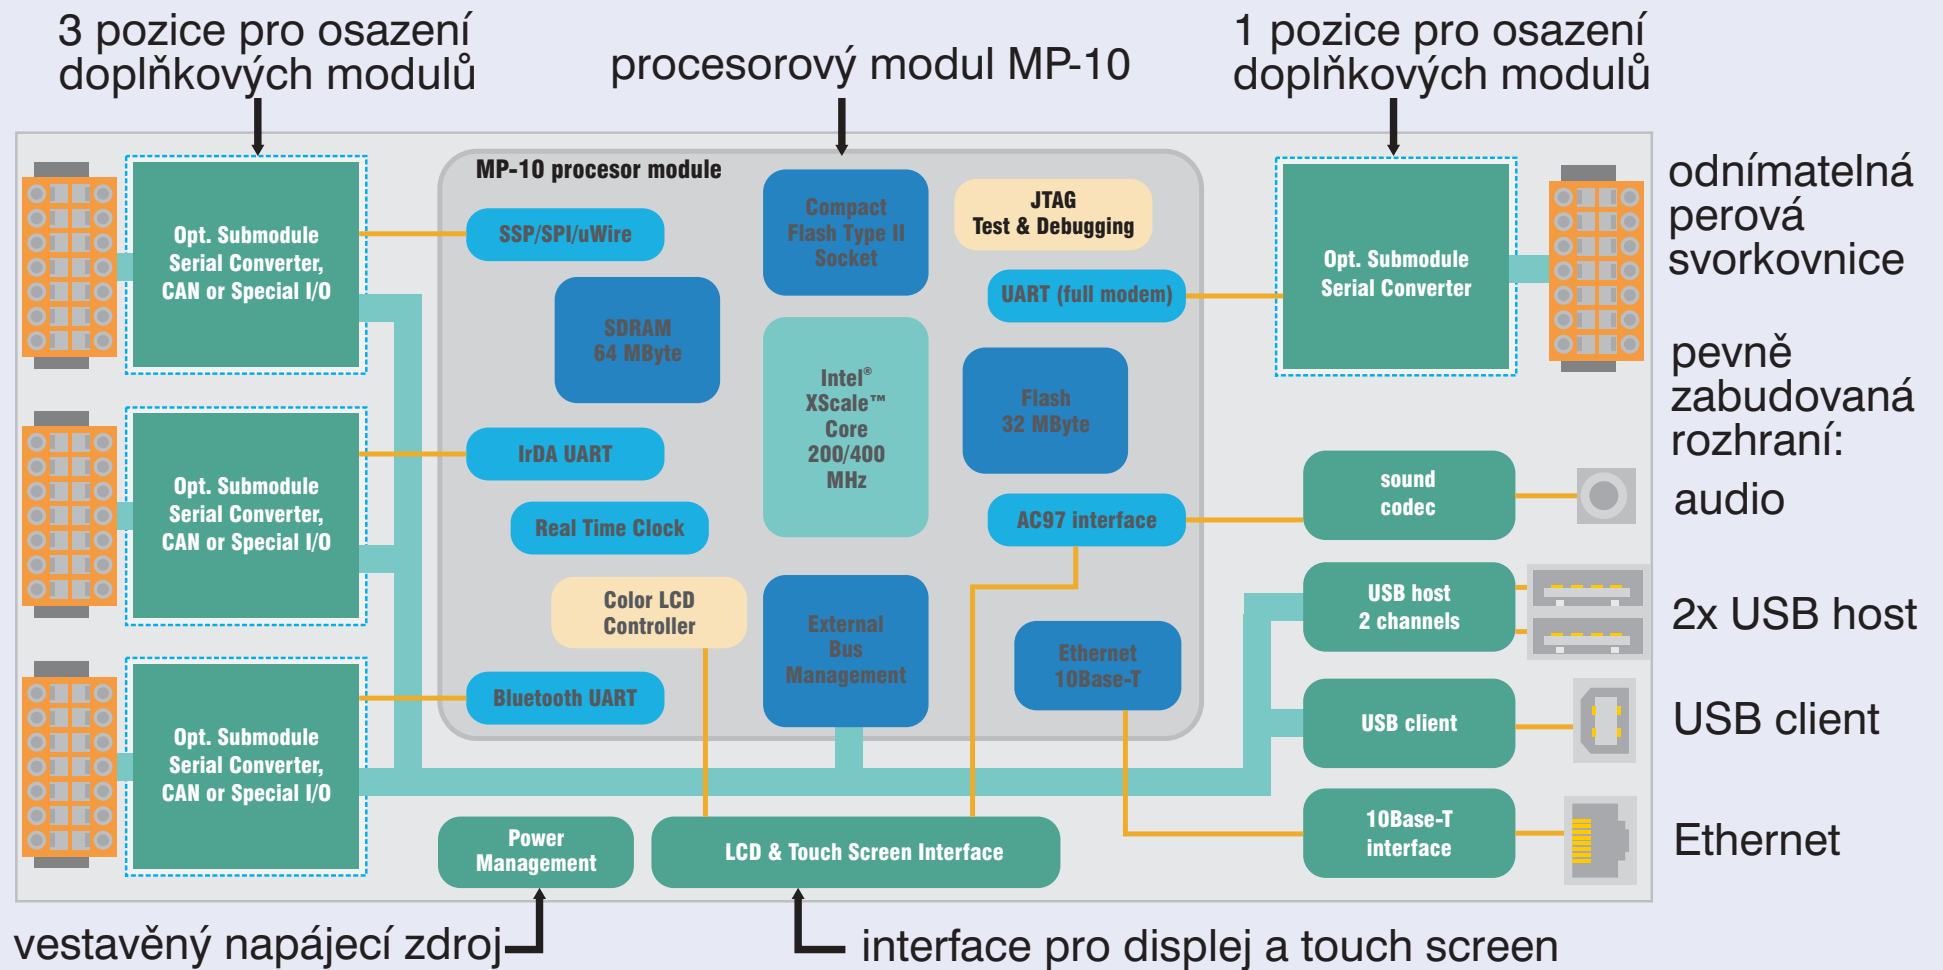 3 pozice pro osazení
doplňkových modulů
procesorový modul MP-10
1 pozice pro osazení
doplňkových modulů
MP-10 procesor module
Opt. Submodule
Serial Converter,
CAN or Special I/O
SSP/SPI/uWire
Compact
Flash Type II
Socket
JTAG
Test & Debugging
UART (full modem)
Opt. Submodule
Serial Converter
odnímatelná
perová
svorkovnice
SDRAM
64 MByte
Intel®
XScale™
Core
200/400
MHz
Flash
32 MByte
pevně
zabudovaná
rozhraní:
Opt. Submodule
Serial Converter,
CAN or Special I/O
IrDA UART
Real Time Clock
AC97 interface
sound
codec
audio
Color LCD
Controller
External
Bus
Management
Ethernet
10Base-T
USB host
2 channels
2x USB host
Opt. Submodule
Serial Converter,
CAN or Special I/O
Bluetooth UART
USB client
USB client
Power
Management
LCD & Touch Screen Interface
10Base-T
interface
Ethernet
vestavěný napájecí zdroj
interface pro displej a touch screen